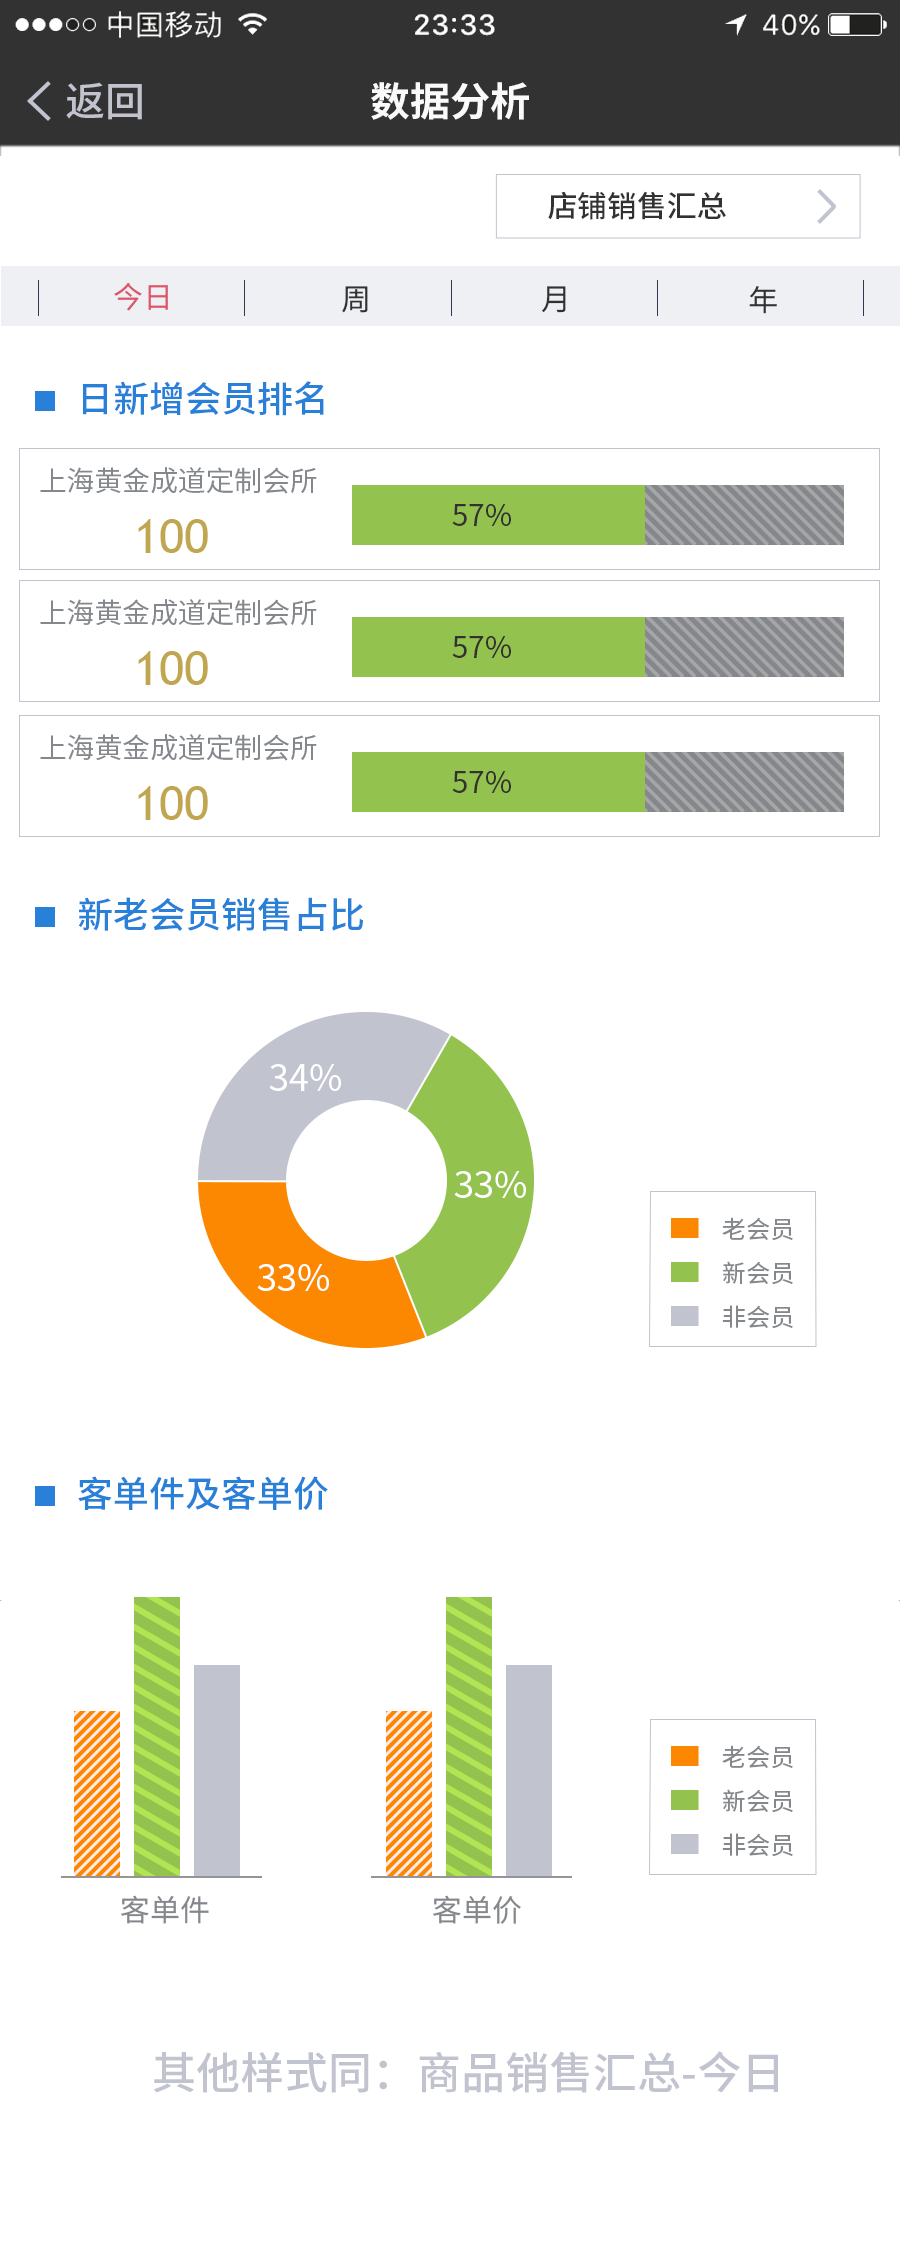 中国移动 23:33 40%
返回 数据分析
店铺销售汇总
今日 周 月 年
日新增会员排名
上海黄金成道定制会所
100
57%
上海黄金成道定制会所
100
57%
上海黄金成道定制会所
100
57%
新老会员销售占比
34%
33%
33%
老会员
新会员
非会员
客单件及客单价
老会员
新会员
非会员
客单件 客单价
其他样式同：商品销售汇总-今日